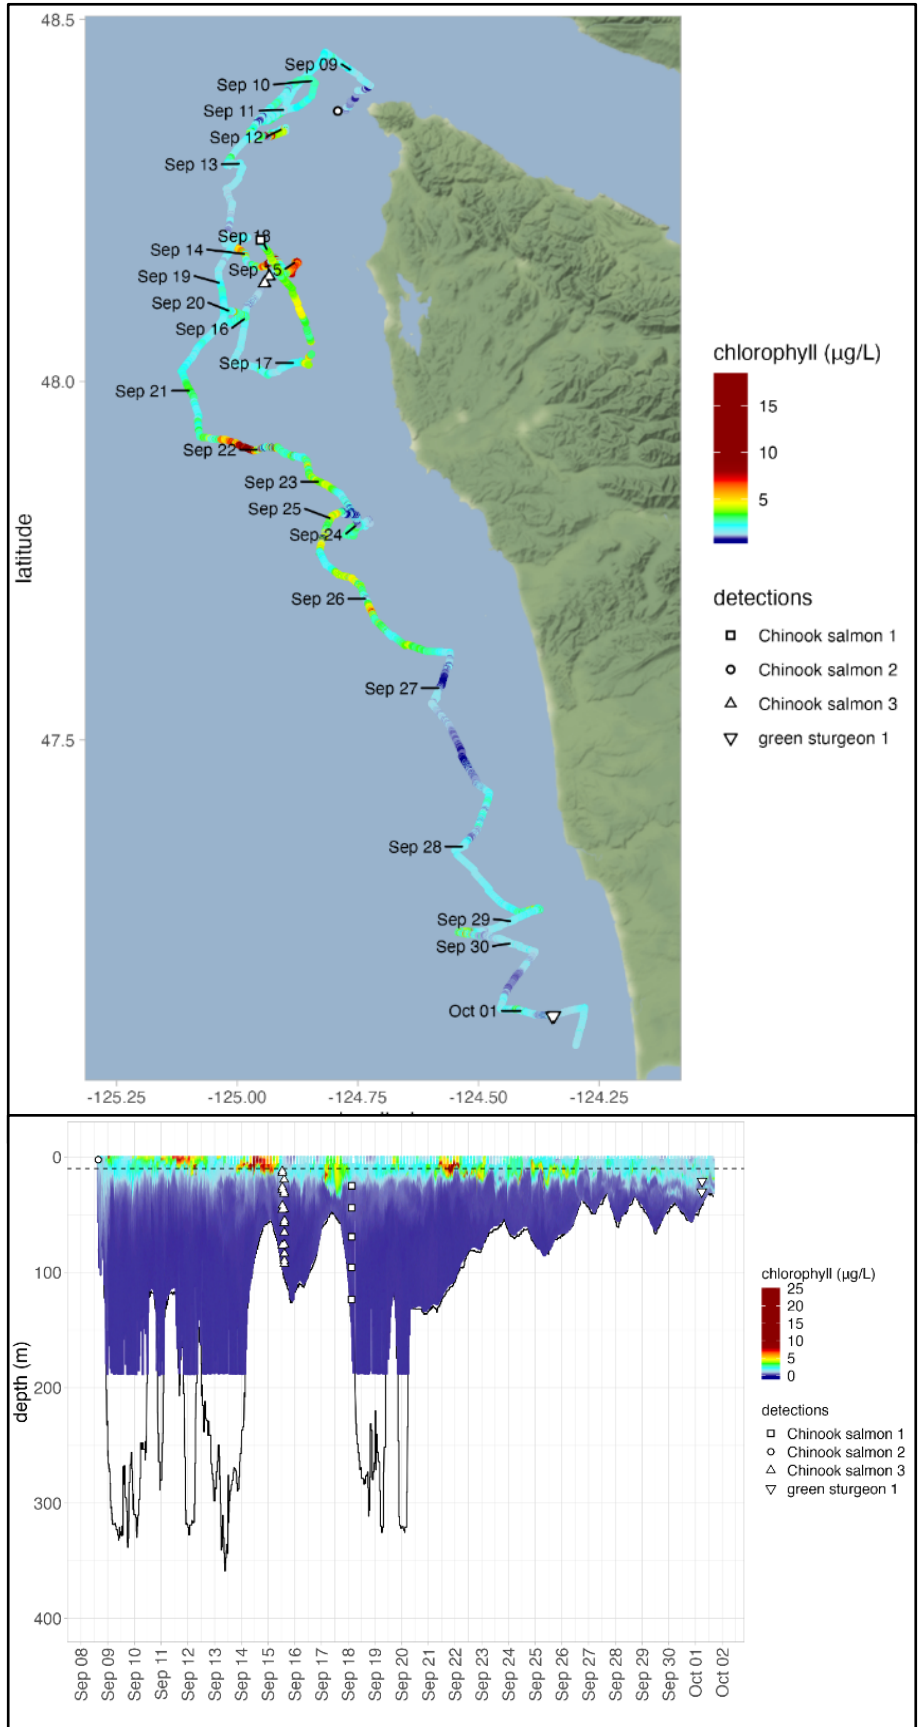 48.5
48.0
47.5
latitude
Sep 09
Sep 10
Sep 11
Sep 12
Sep 13
Sep 18
Sep 14
Sep 15
Sep 19
Sep 20
Sep 16
Sep 17
Sep 21
Sep 22
Sep 23
Sep 25
Sep 24
Sep 26
Sep 27
Sep 28
Sep 29
Sep 30
Oct 01
-125.25 -125.00 -124.75 -124.50 -124.25
chlorophyll (µg/L)
15
10
5
detections
Chinook salmon 1
Chinook salmon 2
Chinook salmon 3
green sturgeon 1
0
100
200
300
400
depth (m)
Sep 08 Sep 09 Sep 10 Sep 11 Sep 12 Sep 13 Sep 14 Sep 15 Sep 16 Sep 17 Sep 18 Sep 19 Sep 20 Sep 21 Sep 22 Sep 23 Sep 24 Sep 25 Sep 26 Sep 27 Sep 28 Sep 29 Sep 30 Oct 01 Oct 02
chlorophyll (µg/L)
25
20
15
10
5
0
detections
Chinook salmon 1
Chinook salmon 2
Chinook salmon 3
green sturgeon 1